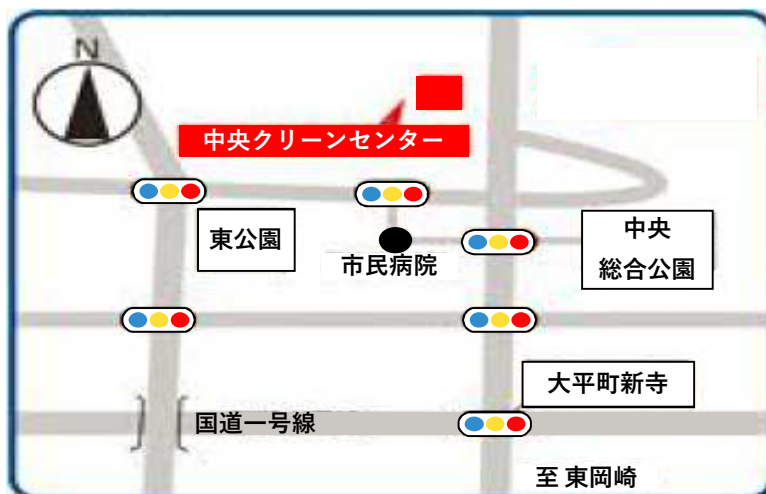 N
中央クリーンセンター
東公園
市民病院
中央
総合公園
大平町新寺
国道一号線
至 東岡崎